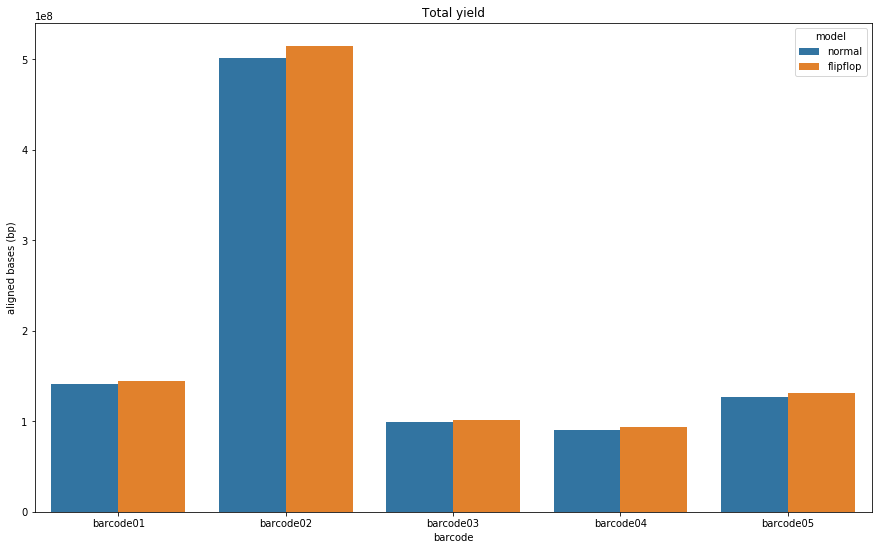 Total yield
1e8
model
normal
flipflop
5
4
3
2
1
0
aligned bases (bp)
barcode01
barcode02
barcode03
barcode04
barcode05
barcode